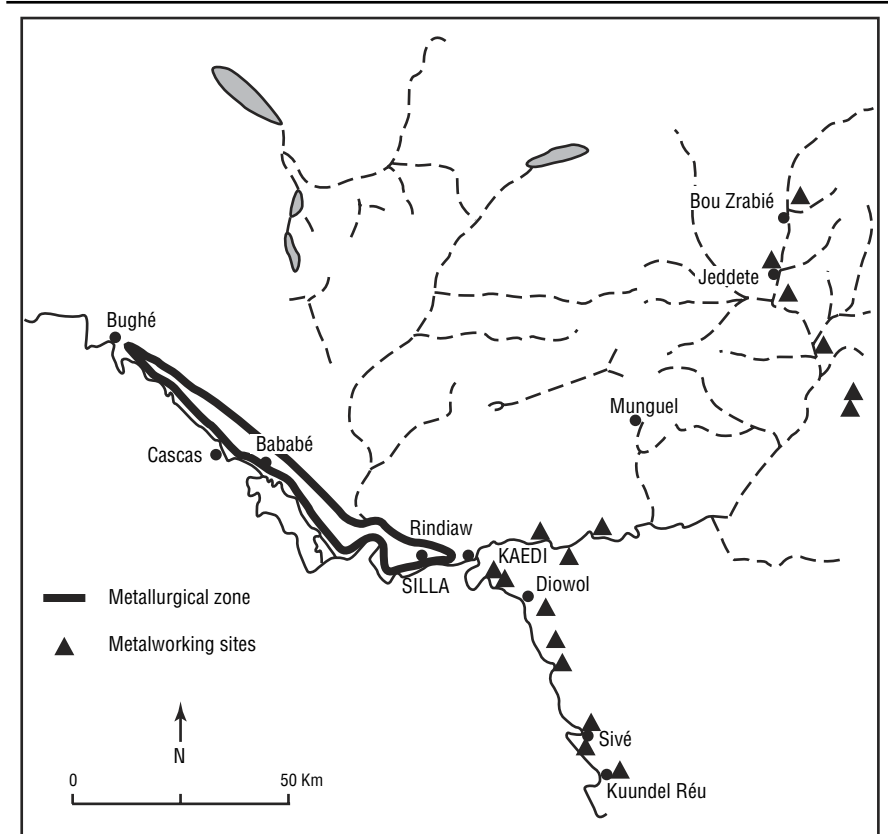 Bou Zrabié
Jeddete
Bughé
Munguel
Cascas
Bababé
Rindiaw
KAEDI
SILLA
Diowol
Metallurgical zone
Metalworking sites
Sivé
N
0
50 Km
Kuundel Réu